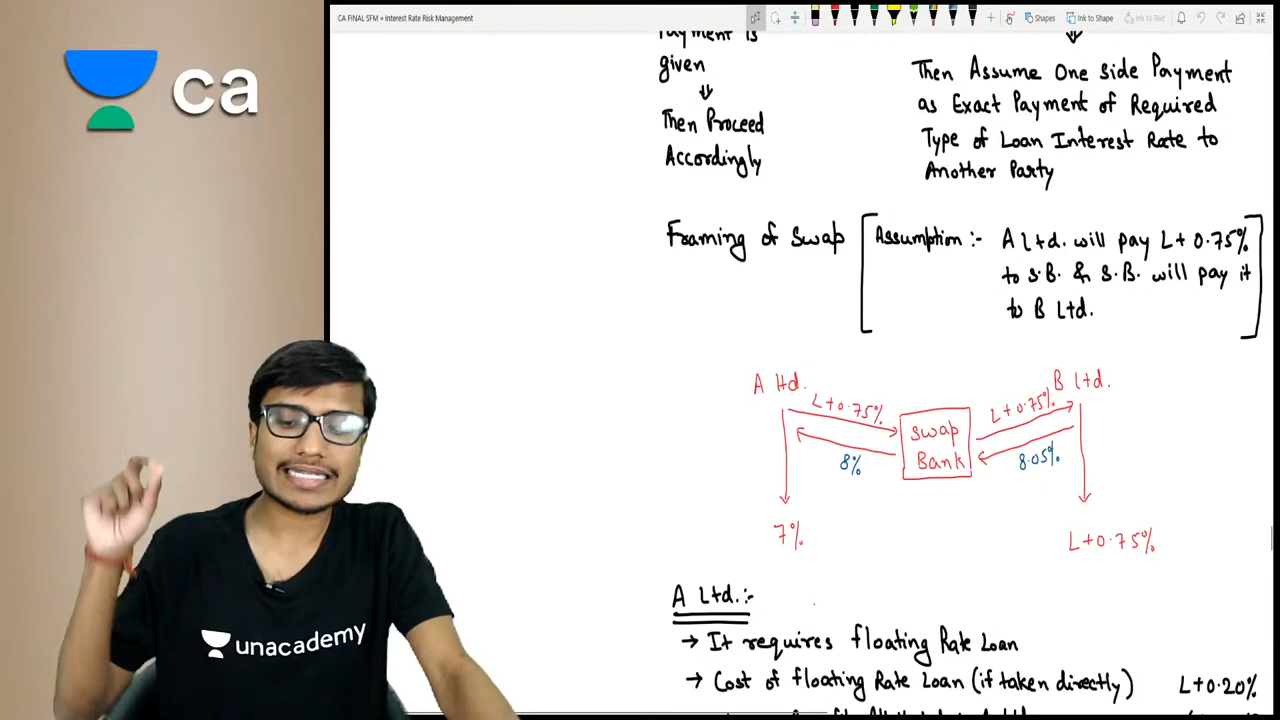 CA FINAL SFM > Interest Rate Risk Management
Shapes
Ink to Shape
Ink to Text
ca
Payment is
given
Then Proceed
Accordingly
Then Assume One Side Payment
as Exact Payment of Required
Type of Loan Interest Rate to
Another Party
Framing of Swap
Assumption :- A Ltd. will pay L+0.75%
to S.B. & S.B. will pay it
to B Ltd.
A Ltd.
B Ltd.
L+0.75%
L+0.75%
Swap
Bank
8%
8.05%
7%
L+0.75%
unacademy
A Ltd. :-
→ It requires floating Rate Loan
→ Cost of floating Rate Loan (if taken directly) L+0.20%